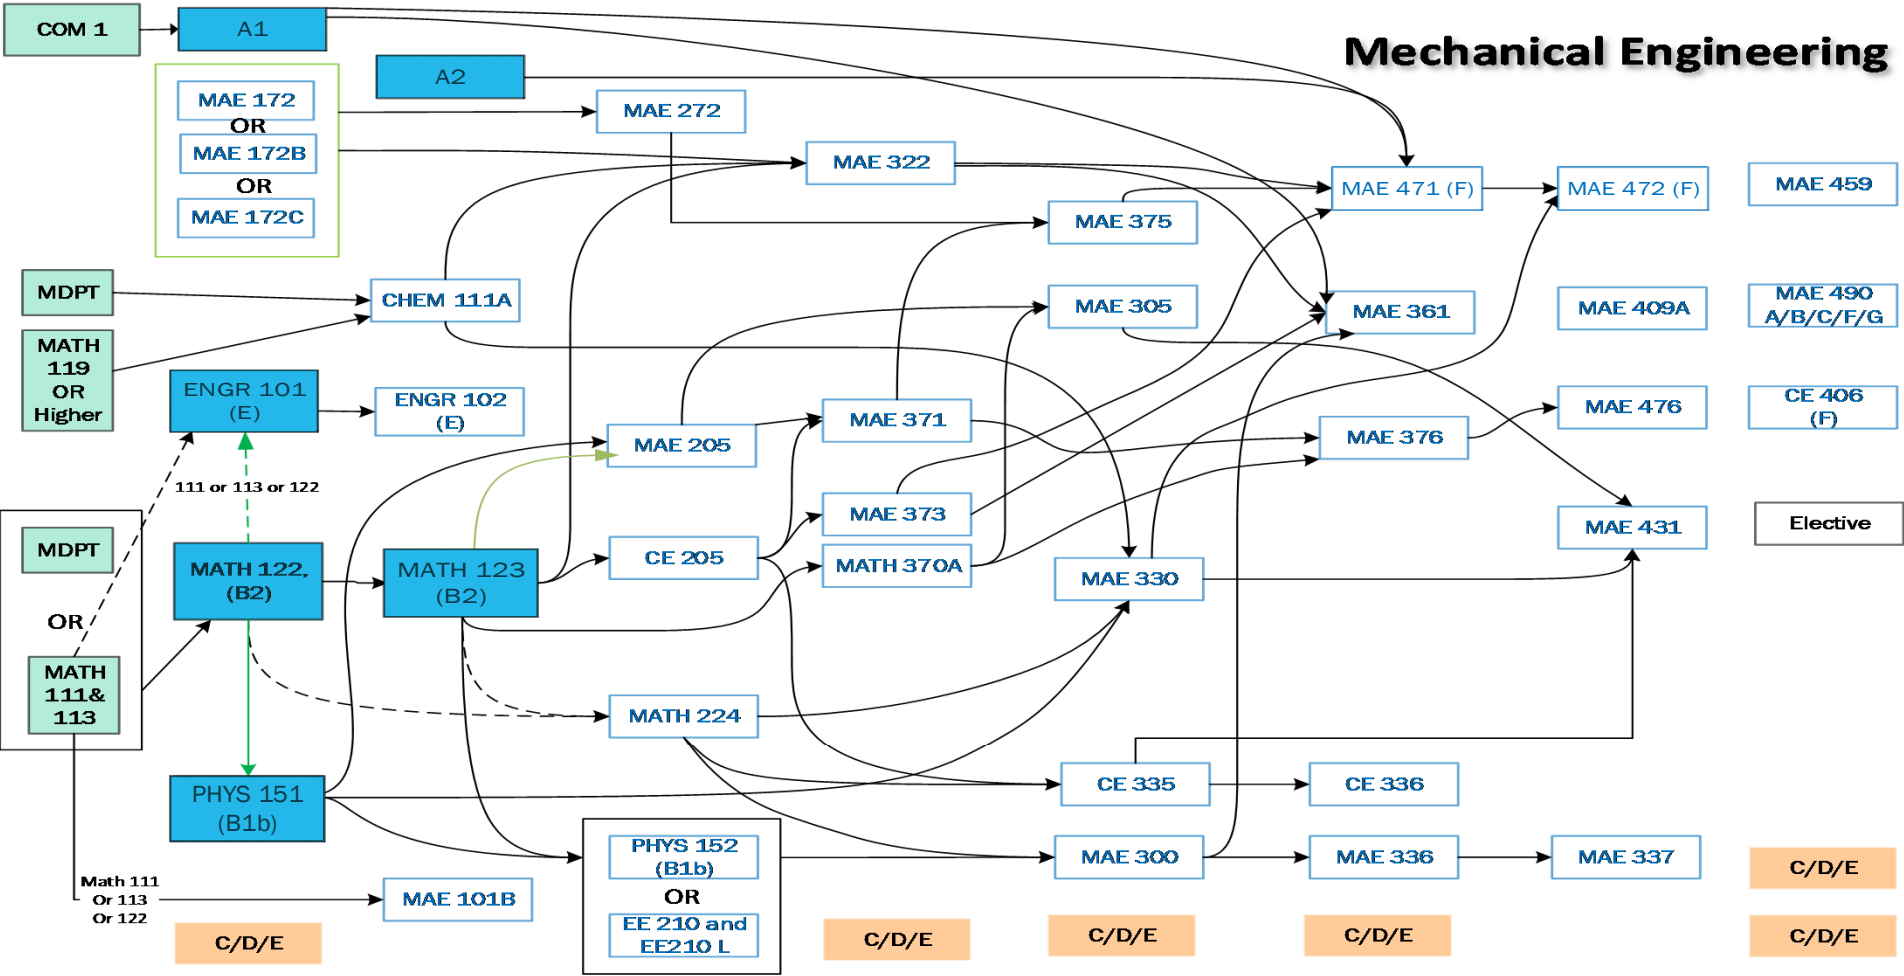 Mechanical Engineering
COM 1
A1
A2
MAE 172
OR
MAE 172B
OR
MAE 172C
MAE 272
MAE 322
MAE 471 (F)
MAE 472 (F)
MAE 459
MAE 375
MDPT
CHEM 111A
MAE 305
MAE 361
MAE 409A
MAE 490
A/B/C/F/G
MATH
119
OR
Higher
ENGR 101
(E)
ENGR 102
(E)
MAE 205
MAE 371
MAE 376
MAE 476
CE 406
(F)
111 or 113 or 122
MDPT
OR
MATH
111&
113
MATH 122,
(B2)
MATH 123
(B2)
CE 205
MAE 373
MATH 370A
MAE 330
MAE 431
Elective
MATH 224
PHYS 151
(B1b)
CE 335
CE 336
PHYS 152
(B1b)
OR
EE 210 and
EE210 L
MAE 300
MAE 336
MAE 337
C/D/E
Math 111
Or 113
Or 122
MAE 101B
C/D/E
C/D/E
C/D/E
C/D/E
C/D/E